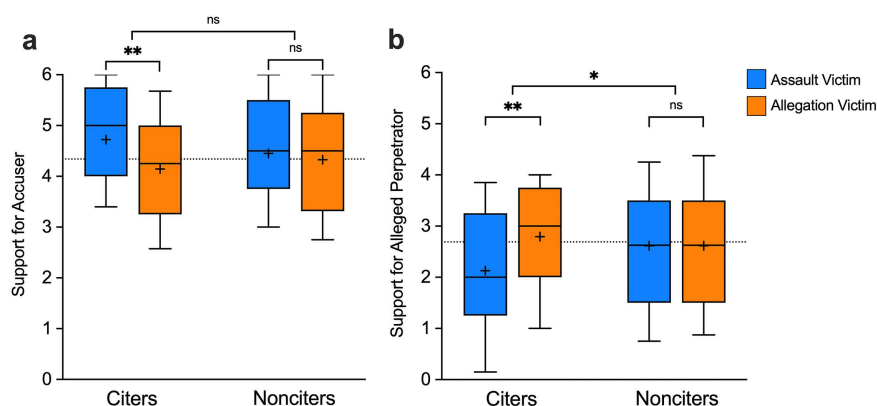 a
ns
**
ns
6
5
4
3
2
1
0
Support for Accuser
Citers
Nonciters
b
*
**
ns
6
5
4
3
2
1
0
Support for Alleged Perpetrator
Citers
Nonciters
Assault Victim
Allegation Victim